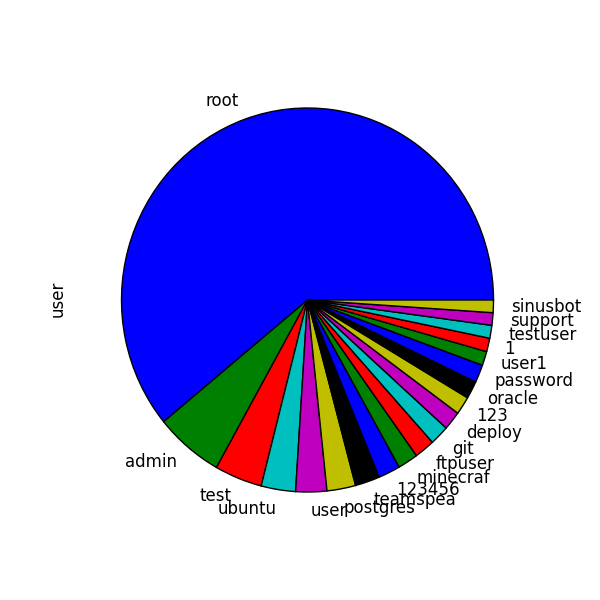 root
user
admin
test
ubuntu
user
postgres
teamspea
123456
minecraf
ftpuser
git
deploy
123
oracle
password
user1
1
testuser
support
sinusbot